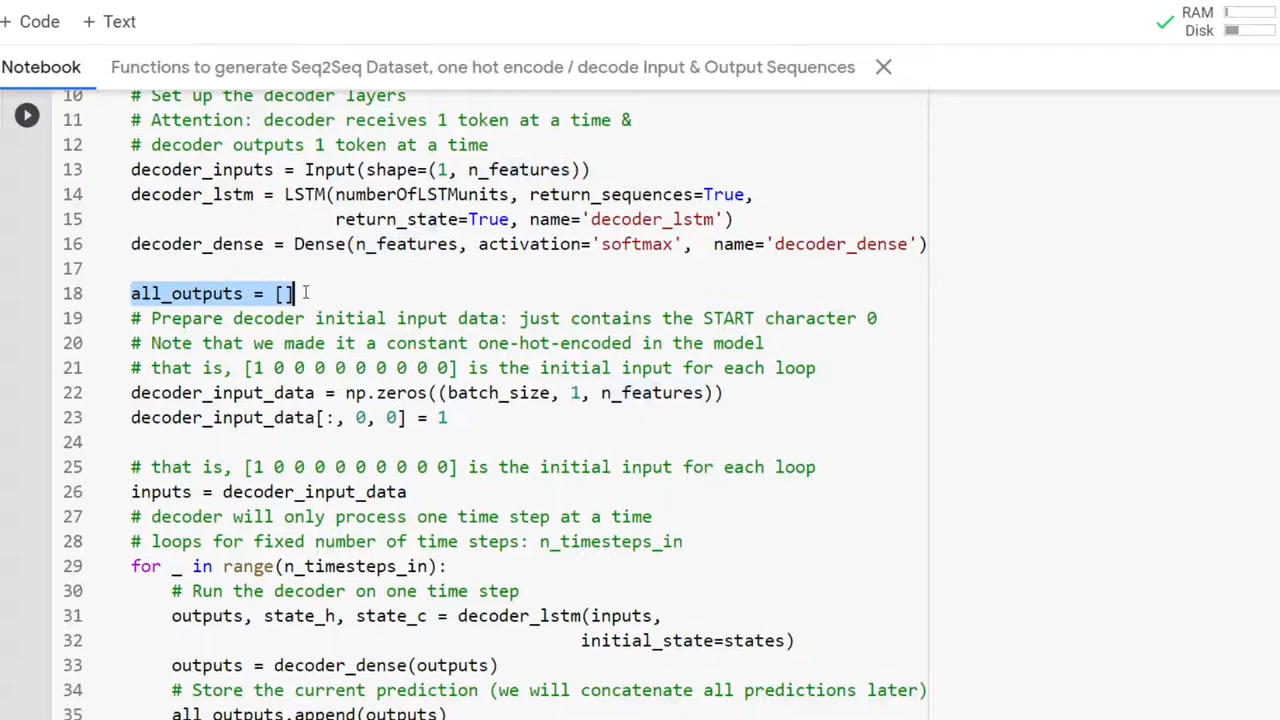 + Code + Text
RAM
Disk
Notebook Functions to generate Seq2Seq Dataset, one hot encode / decode Input & Output Sequences
10 # Set up the decoder layers
11 # Attention: decoder receives 1 token at a time &
12 # decoder outputs 1 token at a time
13 decoder_inputs = Input(shape=(1, n_features))
14 decoder_lstm = LSTM(numberOfLSTMunits, return_sequences=True,
15 return_state=True, name='decoder_lstm')
16 decoder_dense = Dense(n_features, activation='softmax',  name='decoder_dense')
17
18 all_outputs = []
19 # Prepare decoder initial input data: just contains the START character 0
20 # Note that we made it a constant one-hot-encoded in the model
21 # that is, [1 0 0 0 0 0 0 0 0 0] is the initial input for each loop
22 decoder_input_data = np.zeros((batch_size, 1, n_features))
23 decoder_input_data[:, 0, 0] = 1
24
25 # that is, [1 0 0 0 0 0 0 0 0 0] is the initial input for each loop
26 inputs = decoder_input_data
27 # decoder will only process one time step at a time
28 # loops for fixed number of time steps: n_timesteps_in
29 for _ in range(n_timesteps_in):
30 # Run the decoder on one time step
31 outputs, state_h, state_c = decoder_lstm(inputs,
32 initial_state=states)
33 outputs = decoder_dense(outputs)
34 # Store the current prediction (we will concatenate all predictions later)
35 all_outputs.append(outputs)